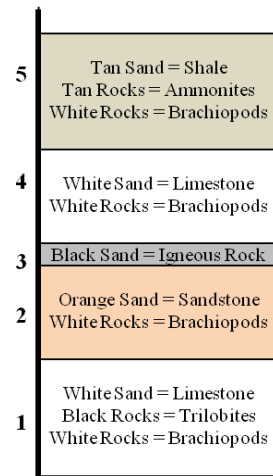 5
Tan Sand = Shale
Tan Rocks = Ammonites
White Rocks = Brachiopods
4
White Sand = Limestone
White Rocks = Brachiopods
3
Black Sand = Igneous Rock
2
Orange Sand = Sandstone
White Rocks = Brachiopods
1
White Sand = Limestone
Black Rocks = Trilobites
White Rocks = Brachiopods